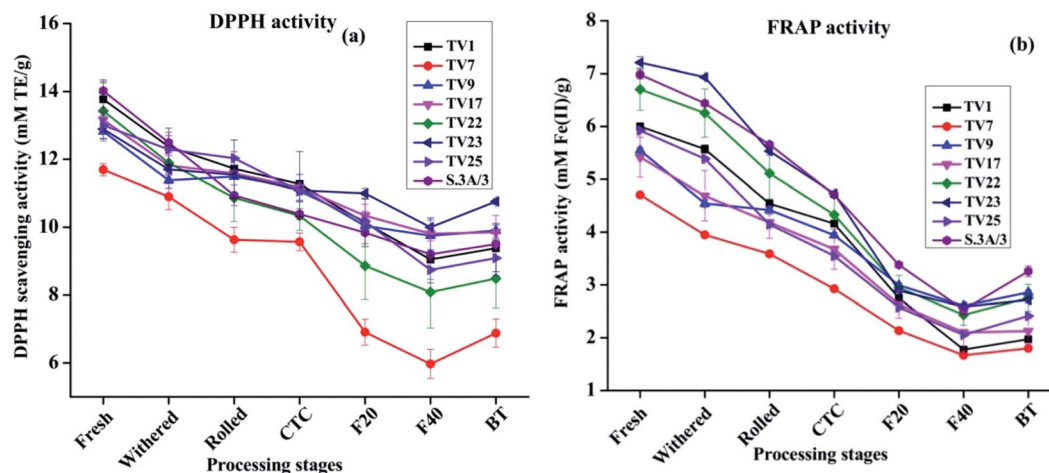 DPPH activity
(a)
DPPH scavenging activity (mM TE/g)
16
14
12
10
8
6
TV1
TV7
TV9
TV17
TV22
TV23
TV25
S.3A/3
Fresh
Withered
Rolled
CTC
F20
F40
BT
Processing stages
FRAP activity
(b)
FRAP activity (mM Fe(II)/g)
8
7
6
5
4
3
2
1
TV1
TV7
TV9
TV17
TV22
TV23
TV25
S.3A/3
Fresh
Withered
Rolled
CTC
F20
F40
BT
Processing stages